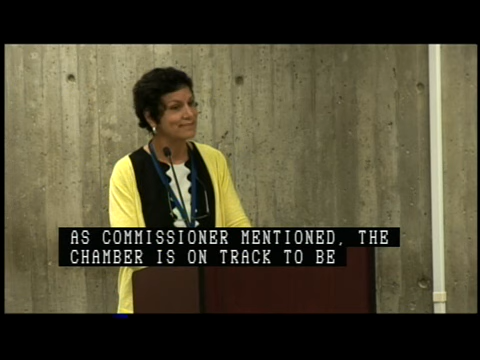 AS COMMISSIONER MENTIONED, THE
CHAMBER IS ON TRACK TO BE